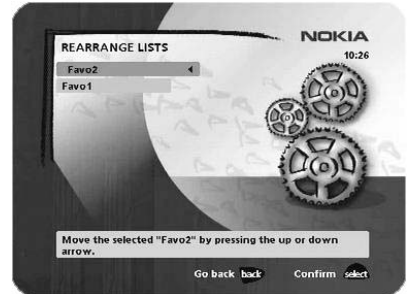 NOKIA
REARRANGE LISTS
10:26
Favo2
Favo1
Move the selected "Favo2" by pressing the up or down
arrow.
Go back back Confirm select